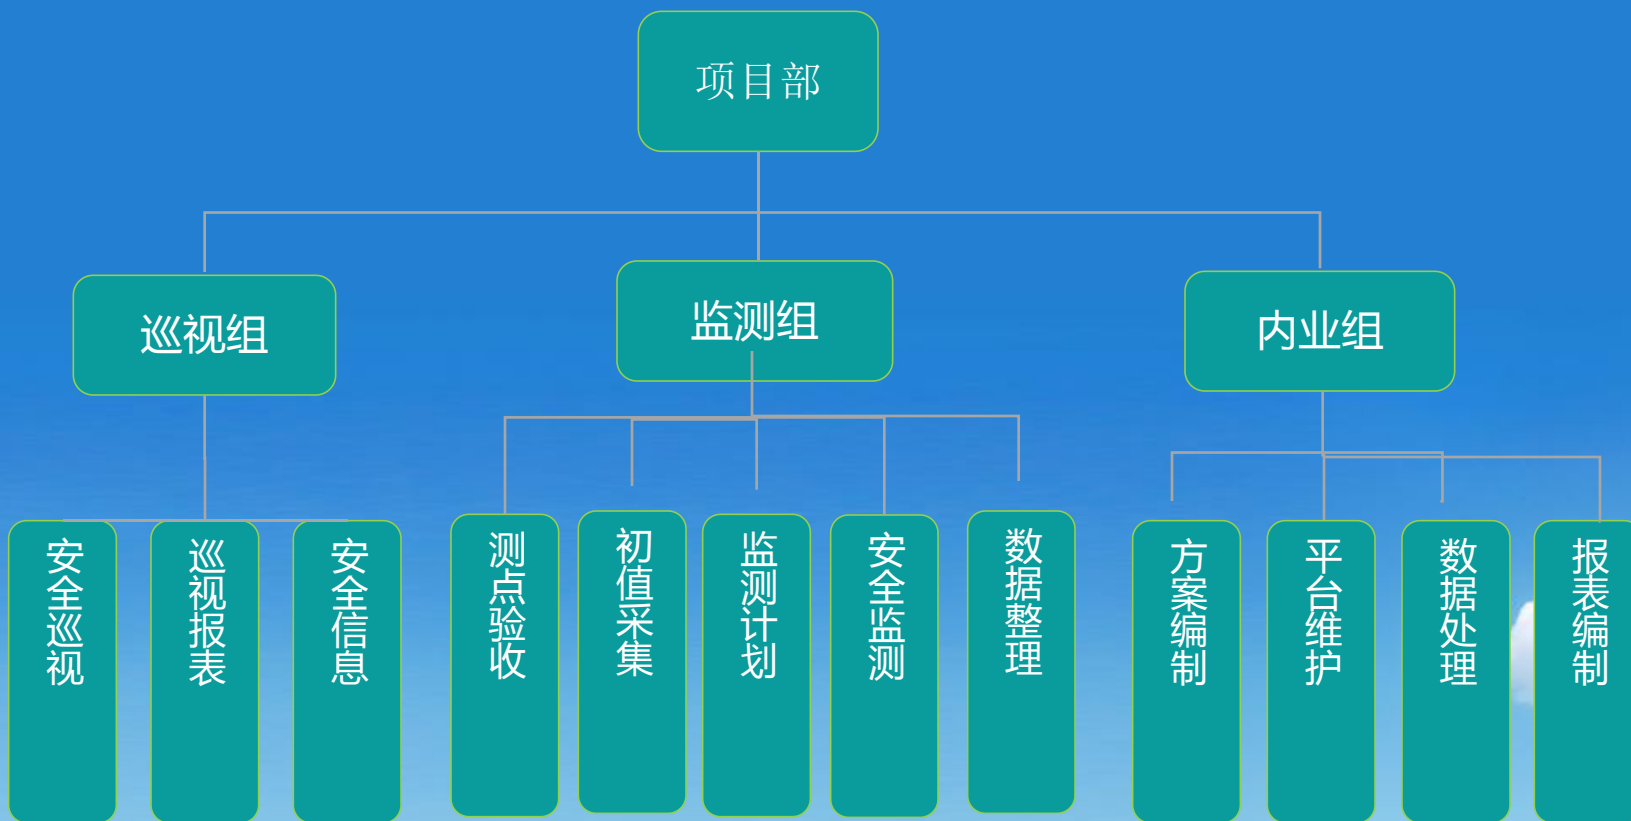 项目部
巡视组
监测组
内业组
安全巡视
巡视报表
安全信息
测点验收
初值采集
监测计划
安全监测
数据整理
方案编制
平台维护
数据处理
报表编制